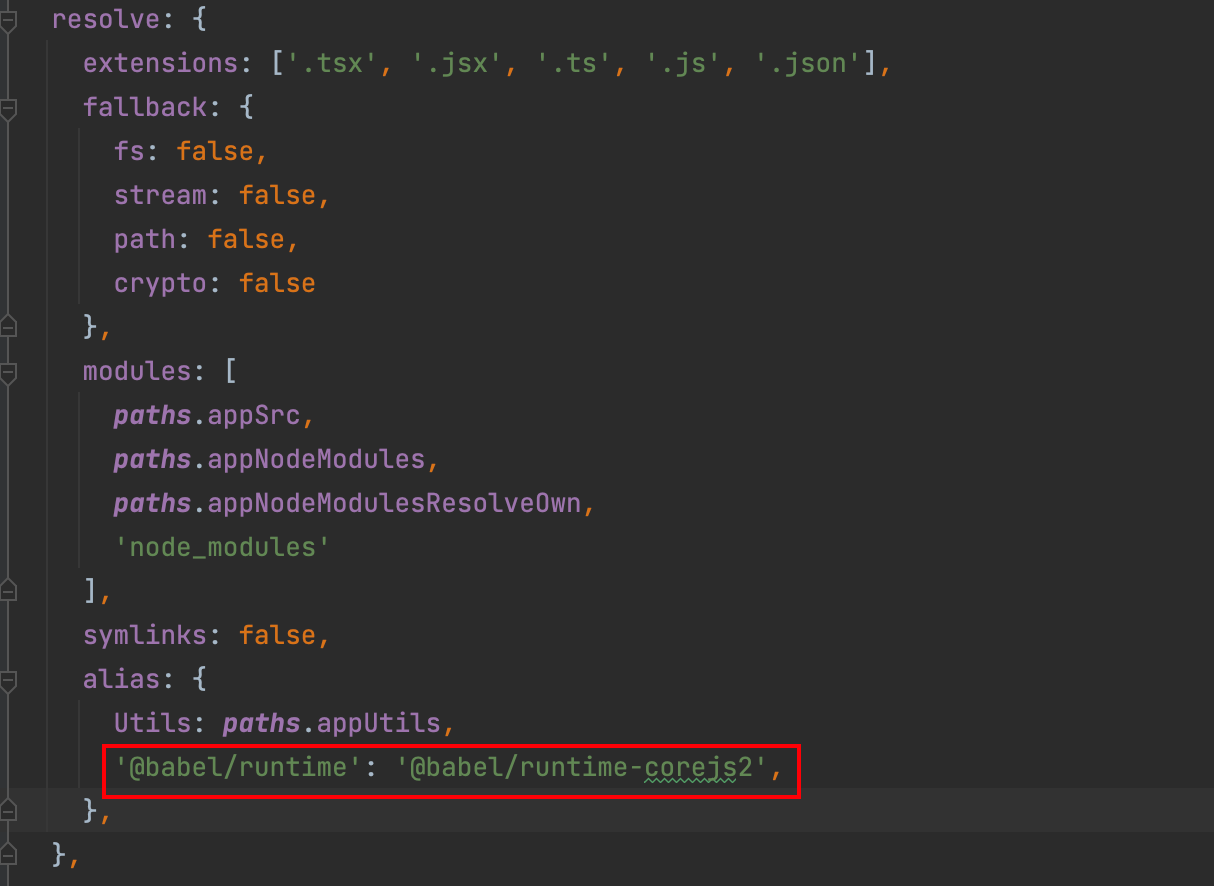 resolve: {
extensions: ['.tsx', '.jsx', '.ts', '.js', '.json'],
fallback: {
fs: false,
stream: false,
path: false,
crypto: false
},
modules: [
paths.appSrc,
paths.appNodeModules,
paths.appNodeModulesResolveOwn,
'node_modules'
],
symlinks: false,
alias: {
Utils: paths.appUtils,
'@babel/runtime': '@babel/runtime-corejs2',
},
},